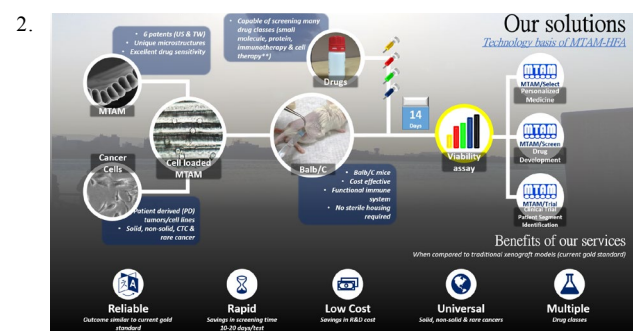 2.
Our solutions
Technology basis of MTAM-HFA
• 6 patents (US & TW)
• Unique microstructures
• Excellent drug sensitivity
• Capable of screening many
drug classes (small
molecule, protein,
immunotherapy & cell
therapy**)
MTAM
Drugs
Cancer
Cells
Cell loaded
MTAM
Balb/C
14
Days
Viability
assay
MTAM
MTAM/Select
Personalized
Medicine
MTAM
MTAM/Screen
Drug
Development
MTAM
MTAM/Trial
Clinical Trial
Patient Segment
Identification
Patient derived (PD)
tumors/cell lines
• Solid, non-solid, CTC &
rare cancer
• Balb/C mice
• Cost effective
• Functional immune
system
• No sterile housing
required
Benefits of our services
When compared to traditional xenograft models (current gold standard)
Reliable
Outcome similar to current gold
standard
Rapid
Savings in screening time
10-20 days/test
Low Cost
Savings in R&D cost
Universal
Solid, non-solid & rare cancers
Multiple
Drug classes